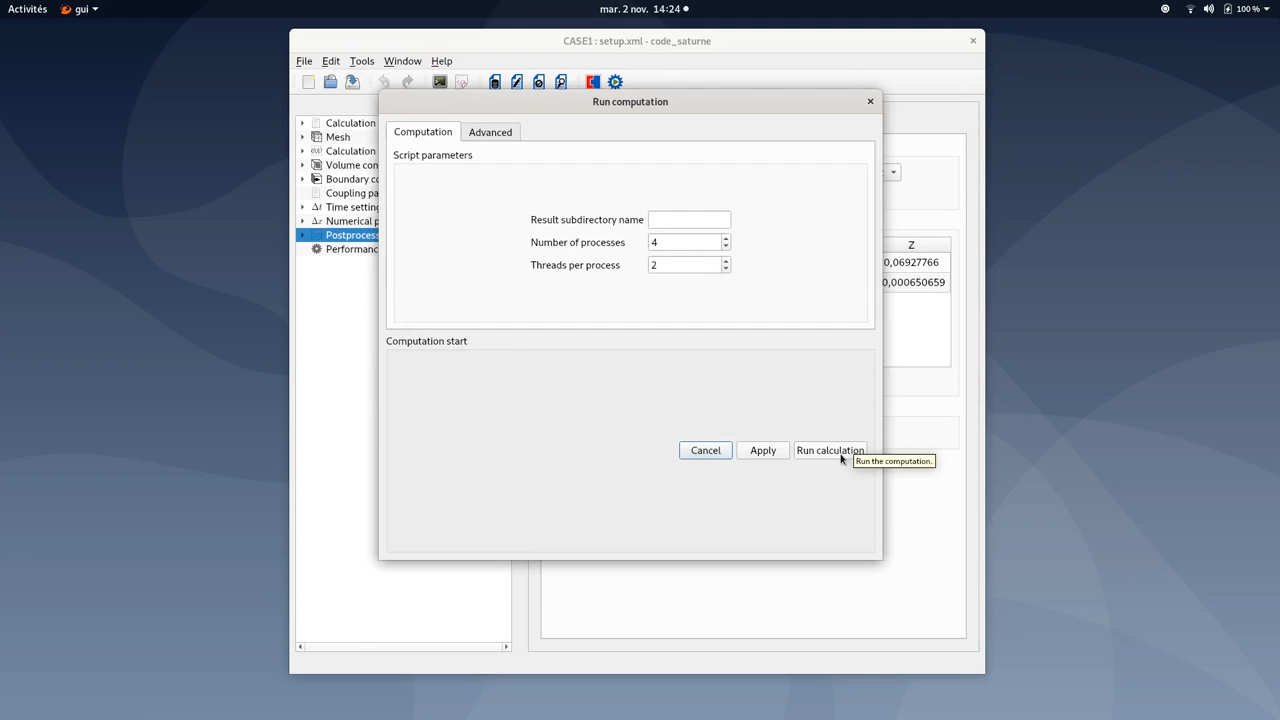 Activités gui mar. 2 nov. 14:24 100 %
CASE1 : setup.xml - code_saturne
File Edit Tools Window Help
Run computation
Calculation
Mesh
Calculation
Volume con
Boundary co
Coupling pa
Time setting
Numerical p
Postprocess
Performanc
Computation Advanced
Script parameters
Result subdirectory name
Number of processes 4
Threads per process 2
Computation start
Cancel Apply Run calculation
Run the computation.
Z
0,06927766
0,000650659